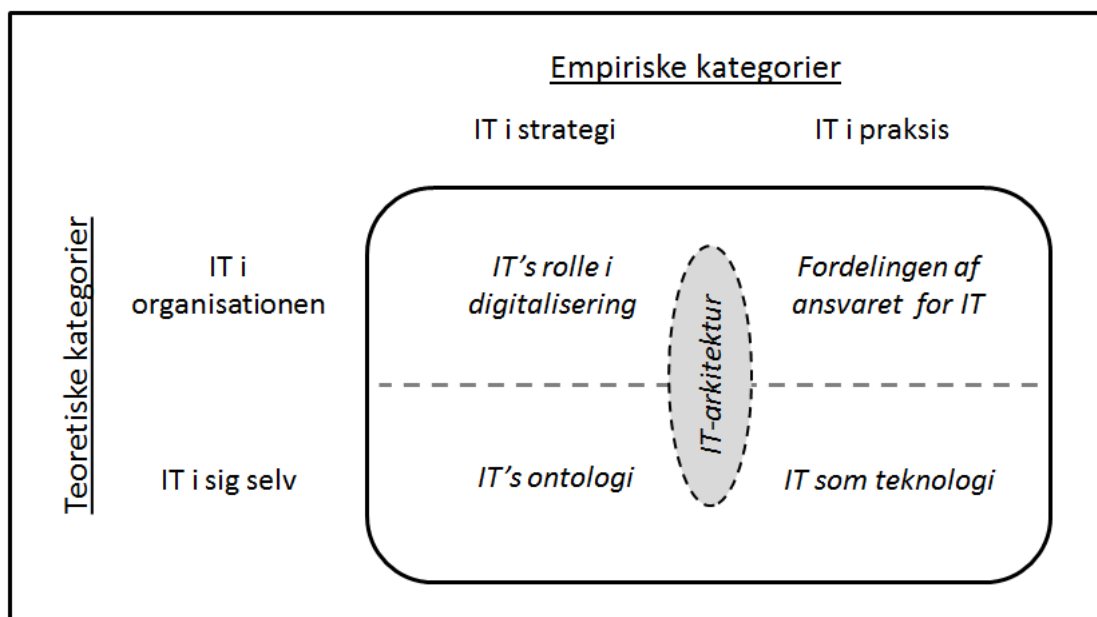 Empiriske kategorier
IT i strategi
IT i praksis
Teoretiske kategorier
IT i
organisationen
IT's rolle i
digitalisering
IT-arkitektur
Fordelingen af
ansvaret for IT
IT i sig selv
IT's ontologi
IT som teknologi